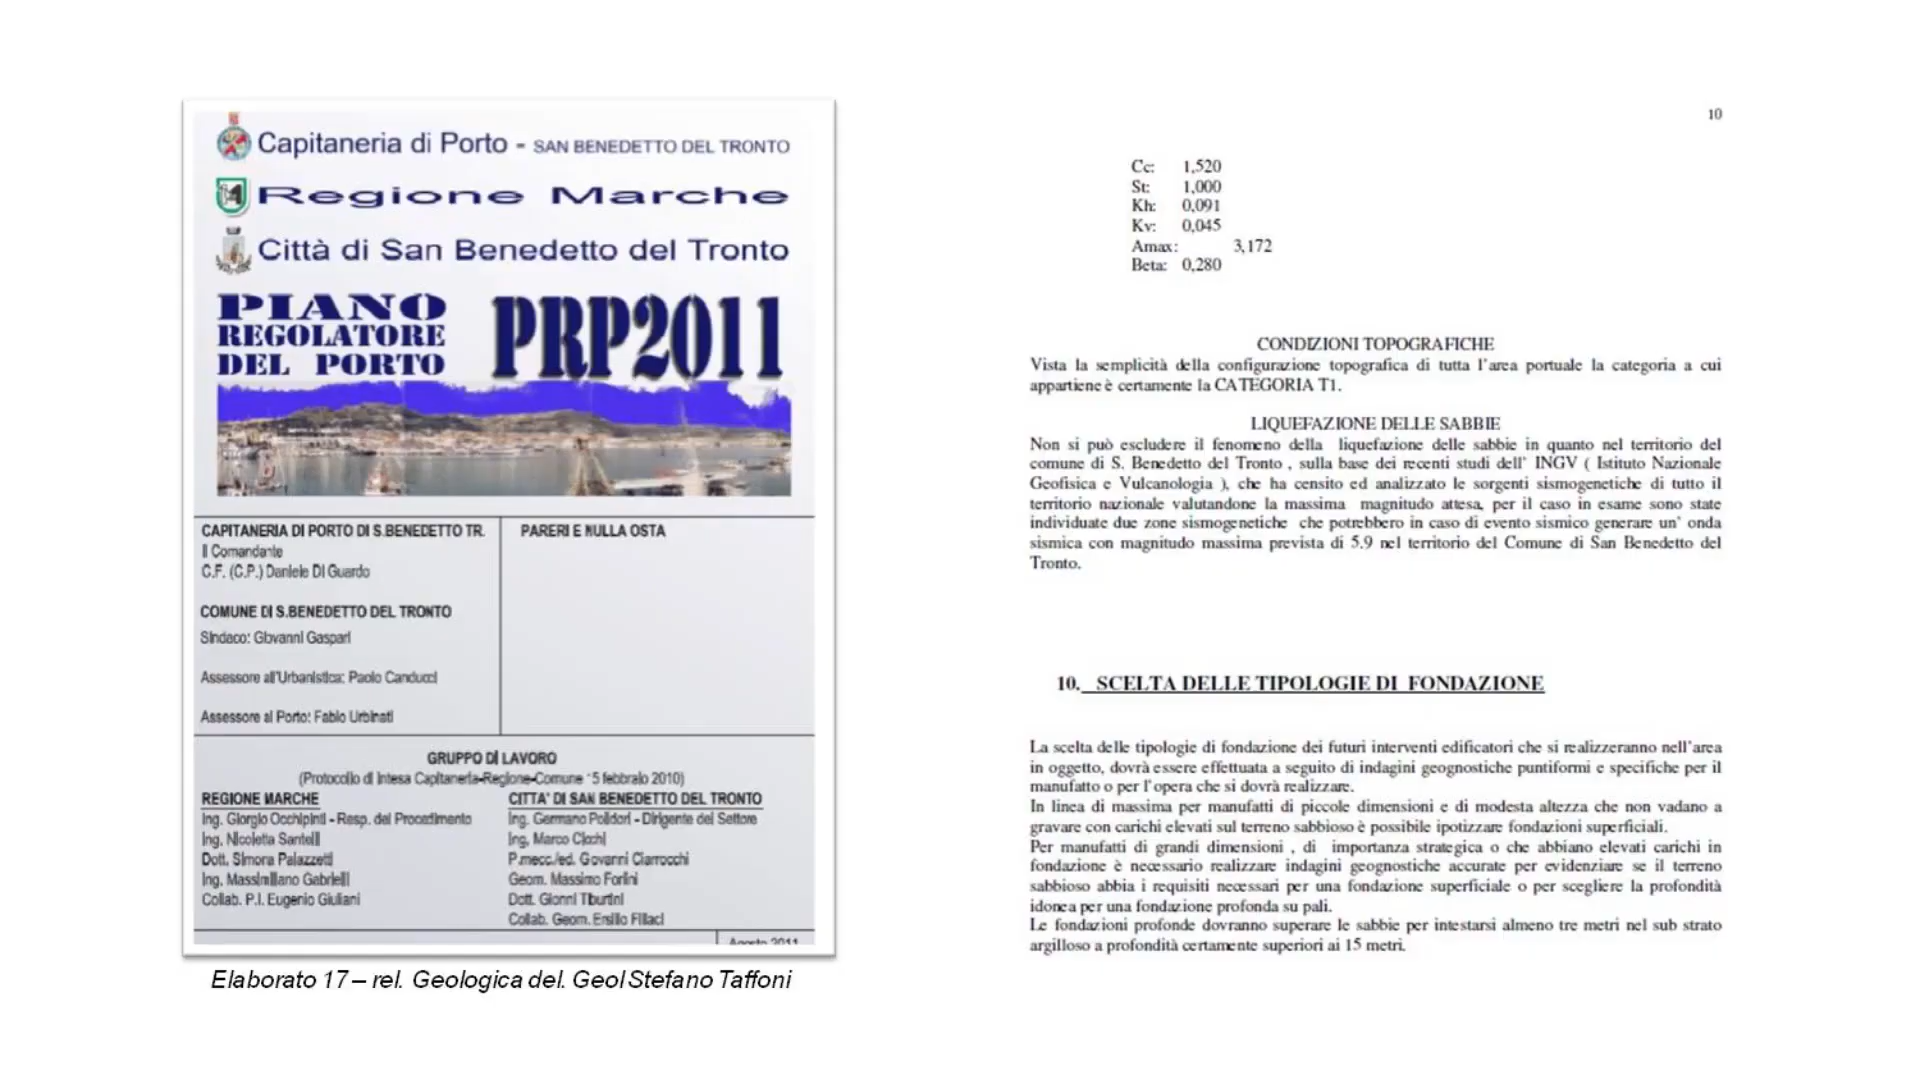 Capitaneria di Porto - SAN BENEDETTO DEL TRONTO
Regione Marche
Città di San Benedetto del Tronto
PIANO
REGOLATORE
DEL PORTO
PRP2011
CAPITANERIA DI PORTO DI S.BENEDETTO TR.
Il Comandante
C.F. (C.P.) Daniele Di Guardo
COMUNE DI S.BENEDETTO DEL TRONTO
Sindaco: Giovanni Gaspari
Assessore all'Urbanistica: Paolo Canducci
Assessore al Porto: Fabio Urbinati
PARERI E NULLA OSTA
GRUPPO DI LAVORO
(Protocollo di Intesa Capitaneria-Regione-Comune 15 febbraio 2010)
REGIONE MARCHE
Ing. Giorgio Occhipinti - Resp. del Procedimento
Ing. Nicoletta Santelli
Dott. Simona Palazzetti
Ing. Massimiliano Gabrielli
Collab. P.I. Eugenio Giuliani
CITTA' DI SAN BENEDETTO DEL TRONTO
Ing. Germano Polidori - Dirigente del Settore
Ing. Marco Cicchi
P.mecc./ed. Giovanni Ciarrocchi
Geom. Massimo Forlini
Dott. Gionni Tiburtini
Collab. Geom. Ersilio Filiaci
Agosto 2011
Elaborato 17 – rel. Geologica del. Geol Stefano Taffoni
10
Cc: 1,520
St: 1,000
Kh: 0,091
Kv: 0,045
Amax: 3,172
Beta: 0,280
CONDIZIONI TOPOGRAFICHE
Vista la semplicità della configurazione topografica di tutta l'area portuale la categoria a cui
appartiene è certamente la CATEGORIA T1.
LIQUEFAZIONE DELLE SABBIE
Non si può escludere il fenomeno della liquefazione delle sabbie in quanto nel territorio del
comune di S. Benedetto del Tronto , sulla base dei recenti studi dell' INGV ( Istituto Nazionale
Geofisica e Vulcanologia ), che ha censito ed analizzato le sorgenti sismogenetiche di tutto il
territorio nazionale valutandone la massima magnitudo attesa, per il caso in esame sono state
individuate due zone sismogenetiche che potrebbero in caso di evento sismico generare un' onda
sismica con magnitudo massima prevista di 5.9 nel territorio del Comune di San Benedetto del
Tronto.
10. SCELTA DELLE TIPOLOGIE DI FONDAZIONE
La scelta delle tipologie di fondazione dei futuri interventi edificatori che si realizzeranno nell'area
in oggetto, dovrà essere effettuata a seguito di indagini geognostiche puntiformi e specifiche per il
manufatto o per l'opera che si dovrà realizzare.
In linea di massima per manufatti di piccole dimensioni e di modesta altezza che non vadano a
gravare con carichi elevati sul terreno sabbioso è possibile ipotizzare fondazioni superficiali.
Per manufatti di grandi dimensioni , di importanza strategica o che abbiano elevati carichi in
fondazione è necessario realizzare indagini geognostiche accurate per evidenziare se il terreno
sabbioso abbia i requisiti necessari per una fondazione superficiale o per scegliere la profondità
idonea per una fondazione profonda su pali.
Le fondazioni profonde dovranno superare le sabbie per intestarsi almeno tre metri nel sub strato
argilloso a profondità certamente superiori ai 15 metri.